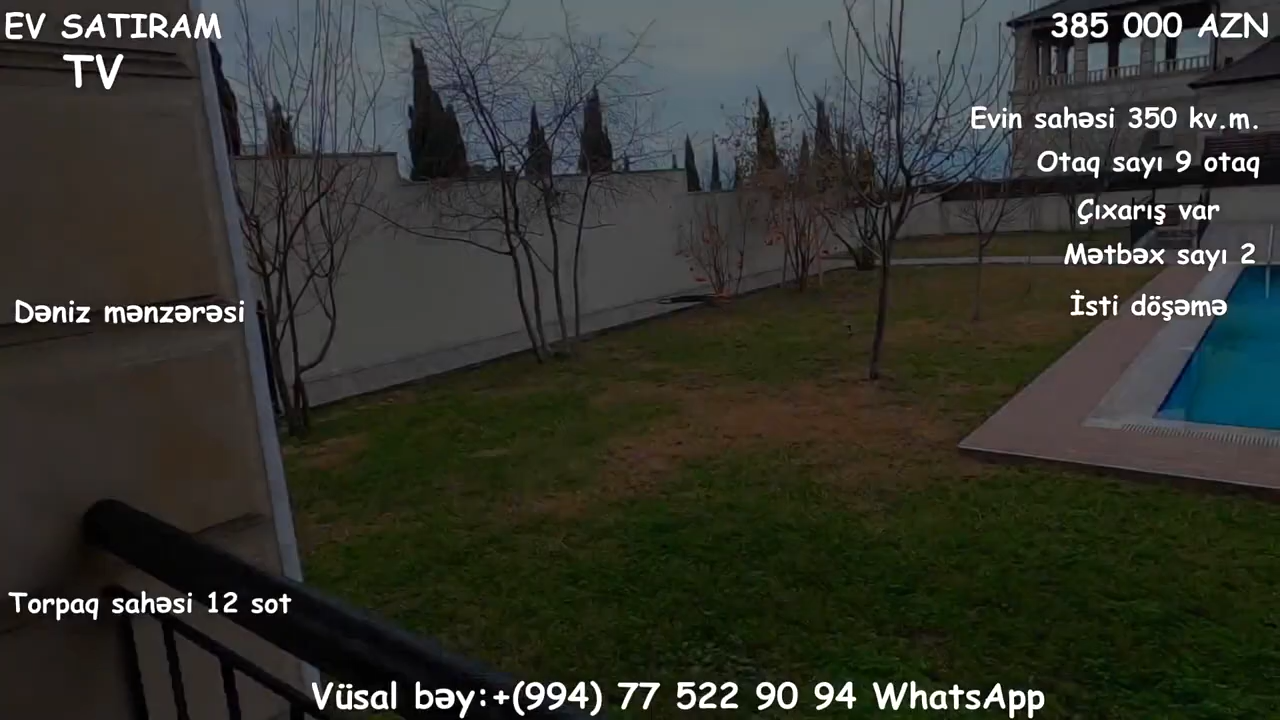 EV SATIRAM
TV
385 000 AZN
Evin sahəsi 350 kv.m.
Otaq sayı 9 otaq
Çıxarış var
Mətbəx sayı 2
İsti döşəmə
Dəniz mənzərəsi
Torpaq sahəsi 12 sot
Vüsal bəy:+(994) 77 522 90 94 WhatsApp